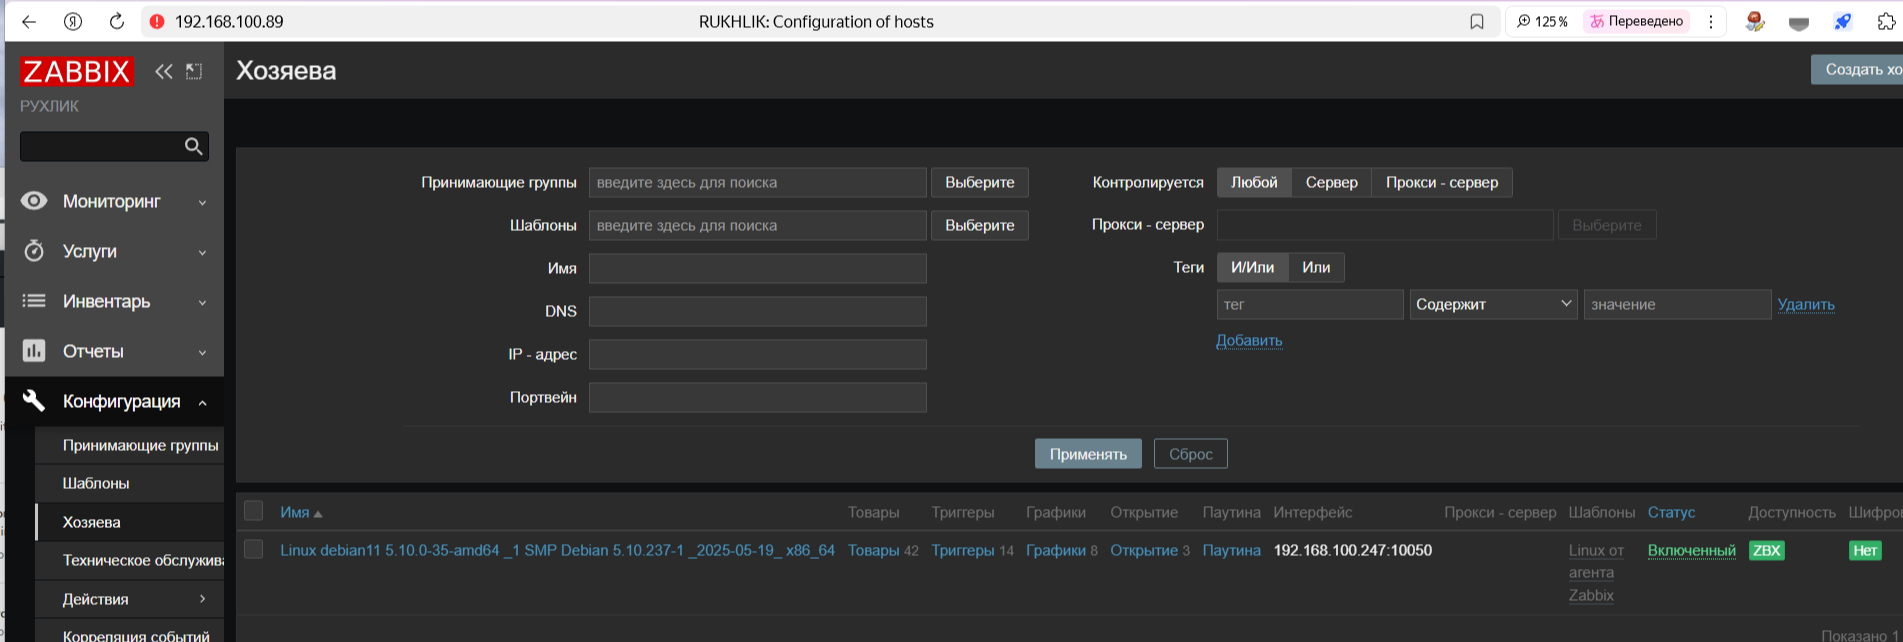 192.168.100.89
RUKHLIK: Configuration of hosts
125 %
Переведено
ZABBIX
РУХЛИК
Хозяева
Создать хо
Мониторинг
Услуги
Инвентарь
Отчеты
Конфигурация
Принимающие группы
Шаблоны
Хозяева
Техническое обслужива
Действия
Корреляция событий
Принимающие группы введите здесь для поиска Выберите
Шаблоны введите здесь для поиска Выберите
Имя
DNS
IP - адрес
Портвейн
Контролируется Любой Сервер Прокси - сервер
Прокси - сервер Выберите
Теги И/Или Или
тег Содержит значение Удалить
Добавить
Применять Сброс
Имя Товары Триггеры Графики Открытие Паутина Интерфейс Прокси - сервер Шаблоны Статус Доступность Шифров
Linux debian11 5.10.0-35-amd64 _1 SMP Debian 5.10.237-1 _2025-05-19_ x86_64 Товары 42 Триггеры 14 Графики 8 Открытие 3 Паутина 192.168.100.247:10050 Linux от Включенный ZBX Нет
агента
Zabbix
Показано 1